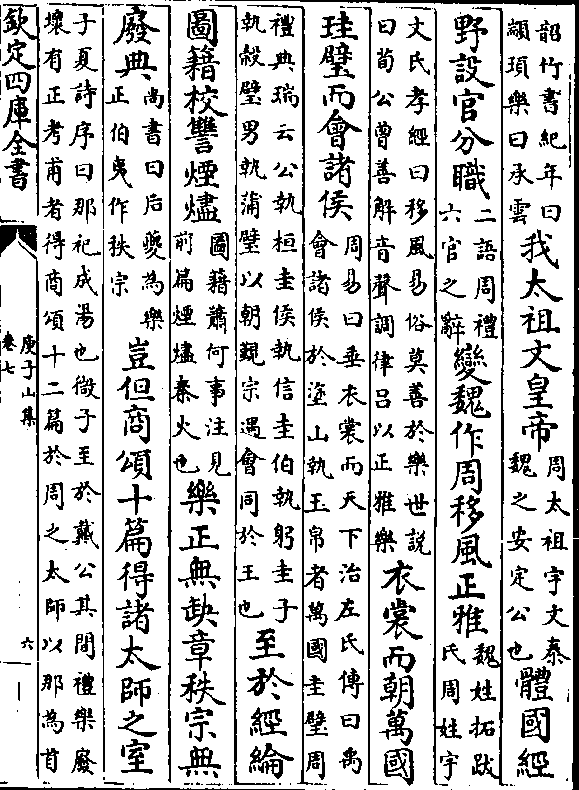 韶竹書紀年曰
顓頊樂曰承雲
我太祖文皇帝
周太祖宇文泰
魏之安定公也
體國經
野設官分職
二語周禮
六官之辭
變魏作周移風正雅
魏姓拓跋
氏周姓宇
文氏孝經曰移風易俗莫善於樂世説
曰荀公曾善解音聲調律吕以正雅樂
衣裳而朝萬國
珪璧而會諸侯
周易曰垂衣裳而天下治左氏傳曰禹
會諸侯於塗山執玉帛者萬國圭璧周
禮典瑞云公執桓圭侯執信圭伯執躬圭子
執穀璧男執蒲璧以朝覲宗遇會同於王也
至於經綸
圖籍校讐煙燼
圖籍蕭何事注見
前篇煙燼秦火也
樂正無缺章秩宗無
廢典
尚書曰后夔為樂
正伯夷作秩宗
豈但商頌十篇得諸太師之室
子夏詩序曰那祀成湯也微子至於戴公其間禮樂廢
壞有正考甫者得商頌十二篇於周之太師以那為首
欽定四庫全書
庾子山集
卷七
六